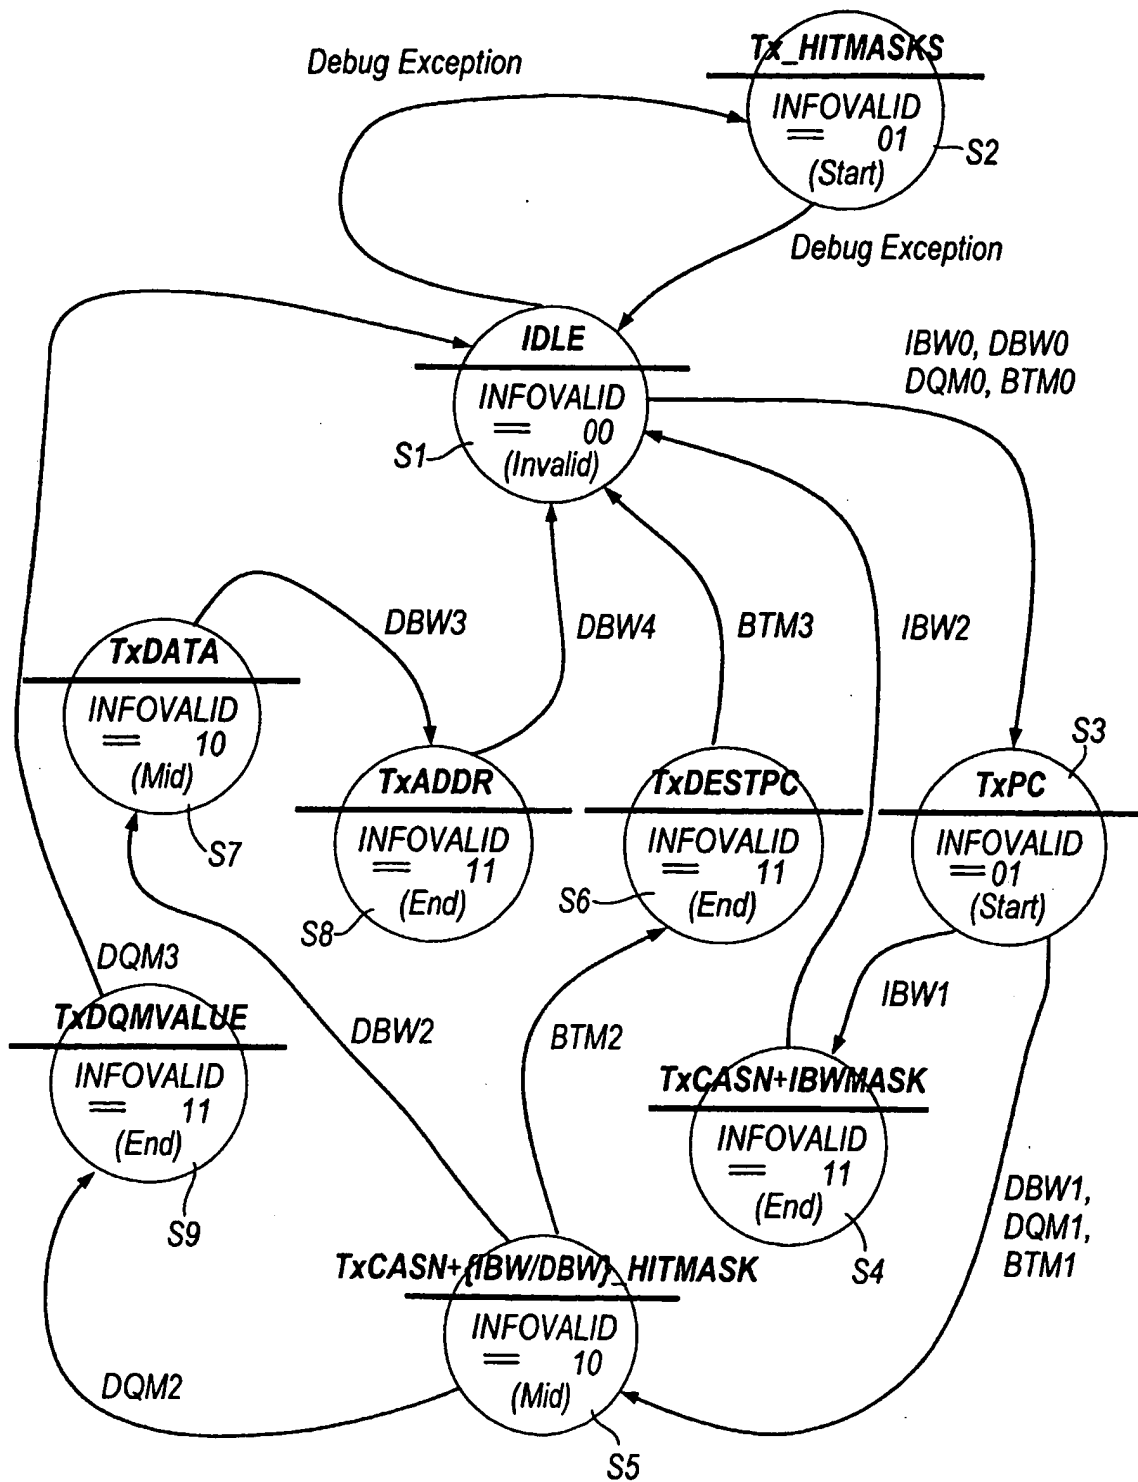 Debug Exception
Tx_HITMASKS
INFOVALID
== 01
(Start)
S2
Debug Exception
IDLE
INFOVALID
== 00
(Invalid)
S1
IBW0, DBW0
DQM0, BTM0
DBW3
DBW4
BTM3
IBW2
TxDATA
INFOVALID
== 10
(Mid)
S7
TxADDR
INFOVALID
== 11
(End)
S8
TxDESTPC
INFOVALID
== 11
(End)
S6
S3
TxPC
INFOVALID
==01
(Start)
DQM3
TxDQMVALUE
INFOVALID
== 11
(End)
S9
DBW2
BTM2
IBW1
TxCASN+IBWMASK
INFOVALID
== 11
(End)
S4
DBW1,
DQM1,
BTM1
TxCASN+{IBW/DBW}_HITMASK
INFOVALID
== 10
(Mid)
S5
DQM2